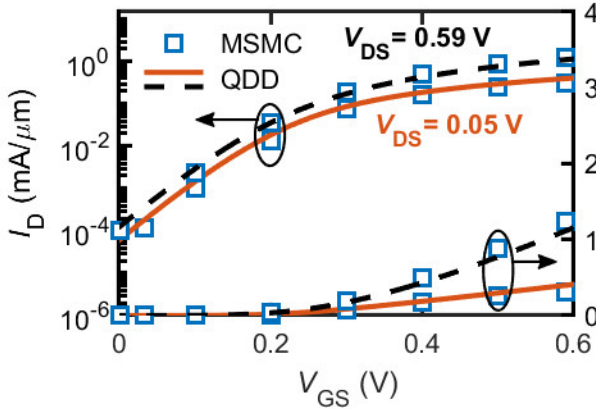 MSMC
QDD
V_DS = 0.59 V
V_DS = 0.05 V
10^0
10^-2
10^-4
10^-6
I_D (mA/μm)
4
3
2
1
0
0
0.2
0.4
0.6
V_GS (V)